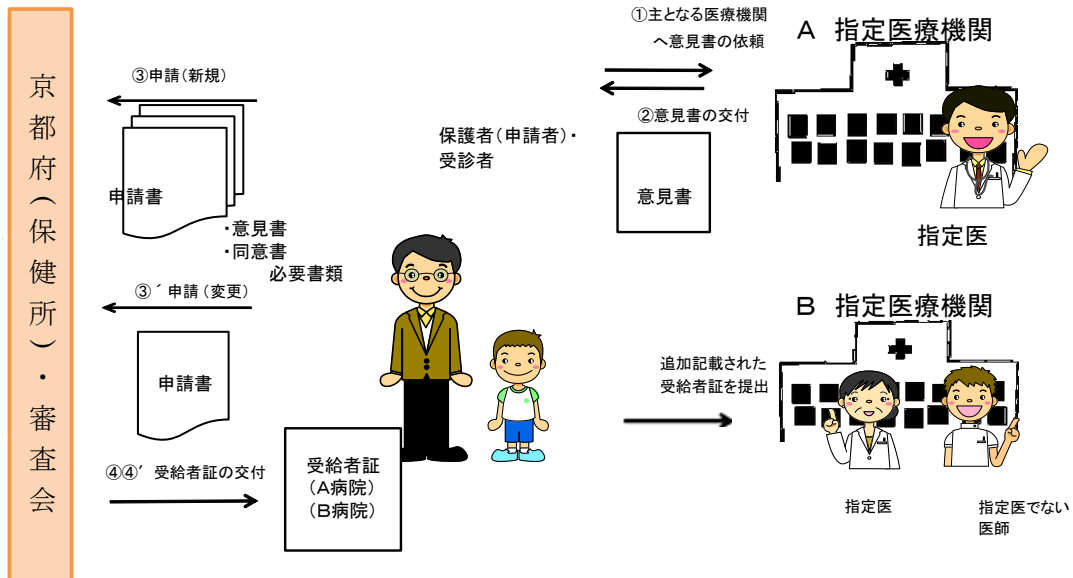 京都府(保健所)・審査会
①主となる医療機関
へ意見書の依頼
A 指定医療機関
③申請(新規)
②意見書の交付
保護者(申請者)・
受診者
申請書
意見書
・意見書
・同意書
必要書類
指定医
③´申請(変更)
B 指定医療機関
申請書
追加記載された
受給者証を提出
④④´ 受給者証の交付
受給者証
(A病院)
(B病院)
指定医
指定医でない
医師